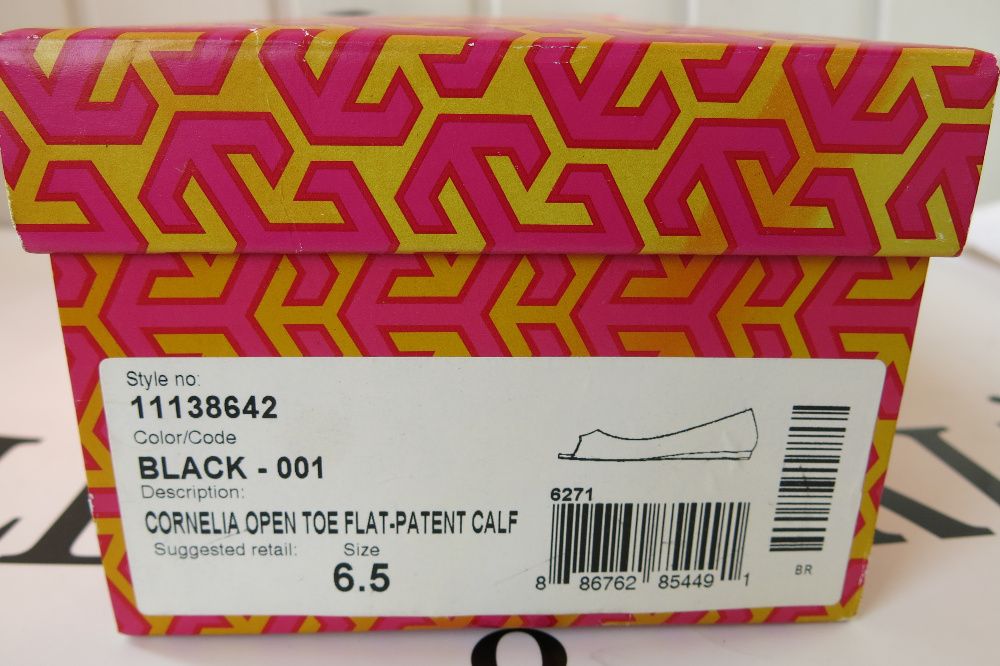 Style no:
11138642
Color/Code
BLACK - 001
Description:
CORNELIA OPEN TOE FLAT-PATENT CALF
Suggested retail: Size
6.5
6271
8 86762 85449 1
BR